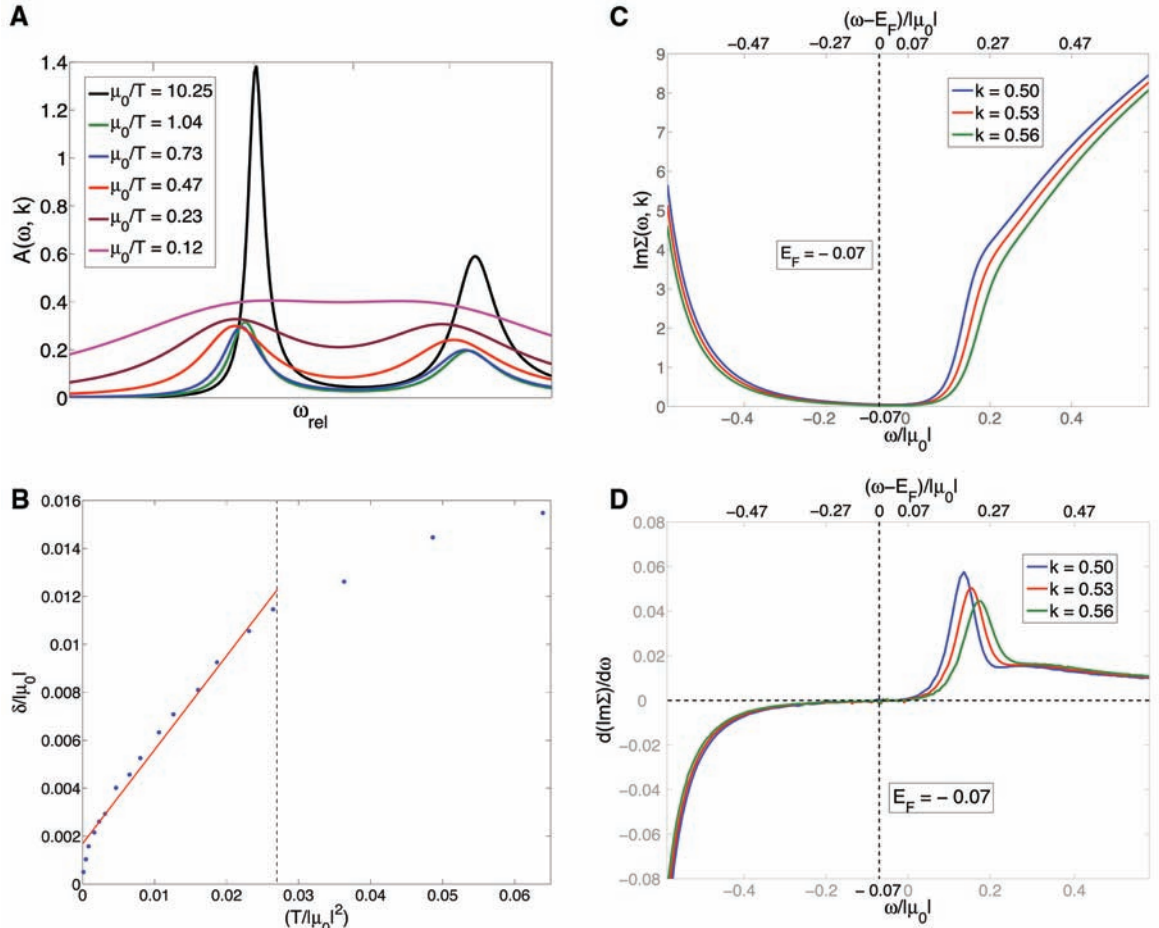 A
1.4
1.2
1
0.8
0.6
0.4
0.2
0
A(ω, k)
μ0/T = 10.25
μ0/T = 1.04
μ0/T = 0.73
μ0/T = 0.47
μ0/T = 0.23
μ0/T = 0.12
ωrel
C
(ω−EF)/|μ0|
−0.47 −0.27 0 0.07 0.27 0.47
9
8
7
6
5
4
3
2
1
0
ImΣ(ω, k)
k = 0.50
k = 0.53
k = 0.56
EF = − 0.07
−0.4 −0.2 −0.07 0 0.2 0.4
ω/|μ0|
B
0.016
0.014
0.012
0.01
0.008
0.006
0.004
0.002
0
δ/|μ0|
0 0.01 0.02 0.03 0.04 0.05 0.06
(T/|μ0|²)
D
(ω−EF)/|μ0|
−0.47 −0.27 0 0.07 0.27 0.47
0.08
0.06
0.04
0.02
0
−0.02
−0.04
−0.06
−0.08
d(ImΣ)/dω
k = 0.50
k = 0.53
k = 0.56
EF = − 0.07
−0.4 −0.2 −0.07 0 0.2 0.4
ω/|μ0|